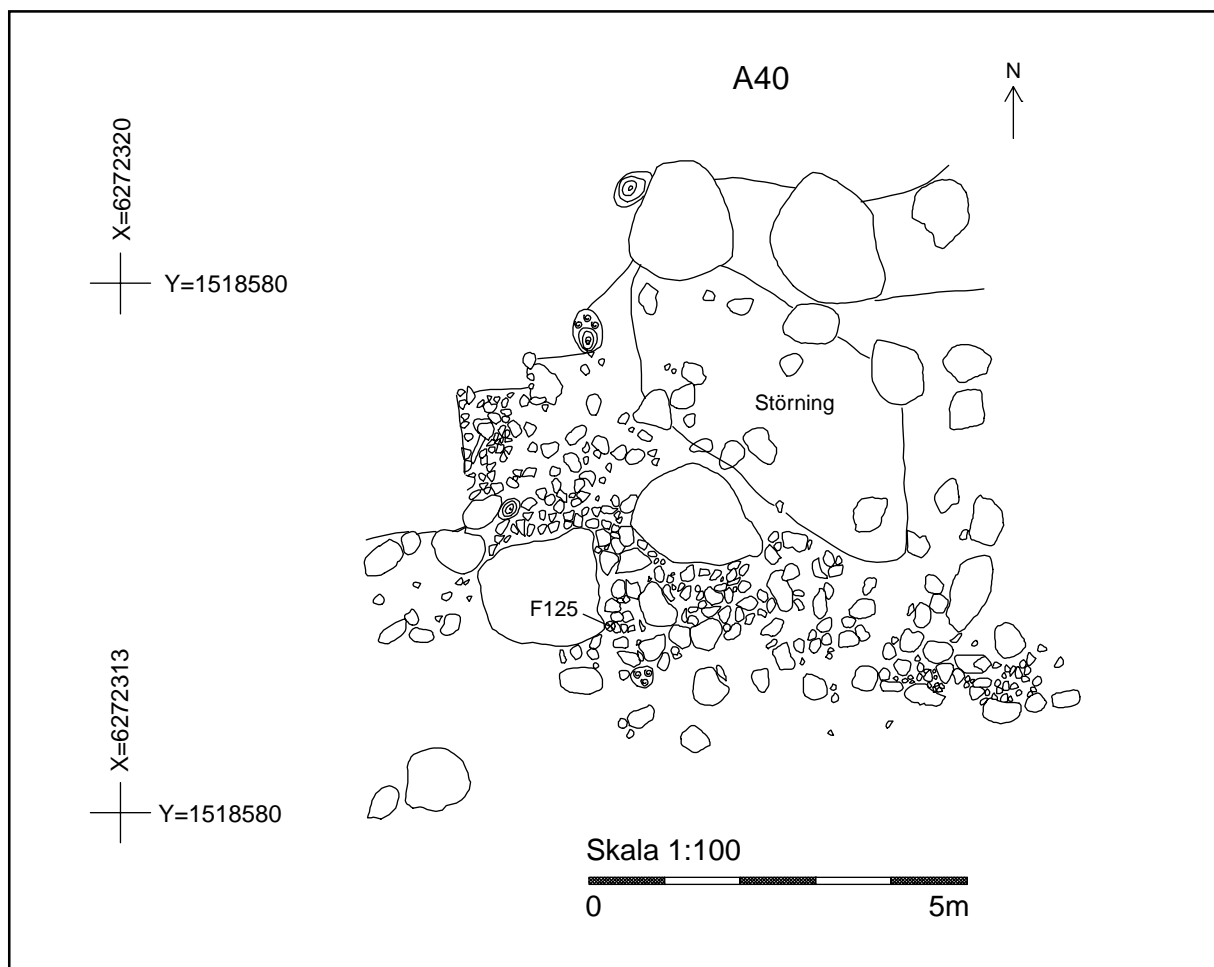 A40
N
X=6272320
Y=1518580
Störning
F125
X=6272313
Y=1518580
Skala 1:100
0 5m